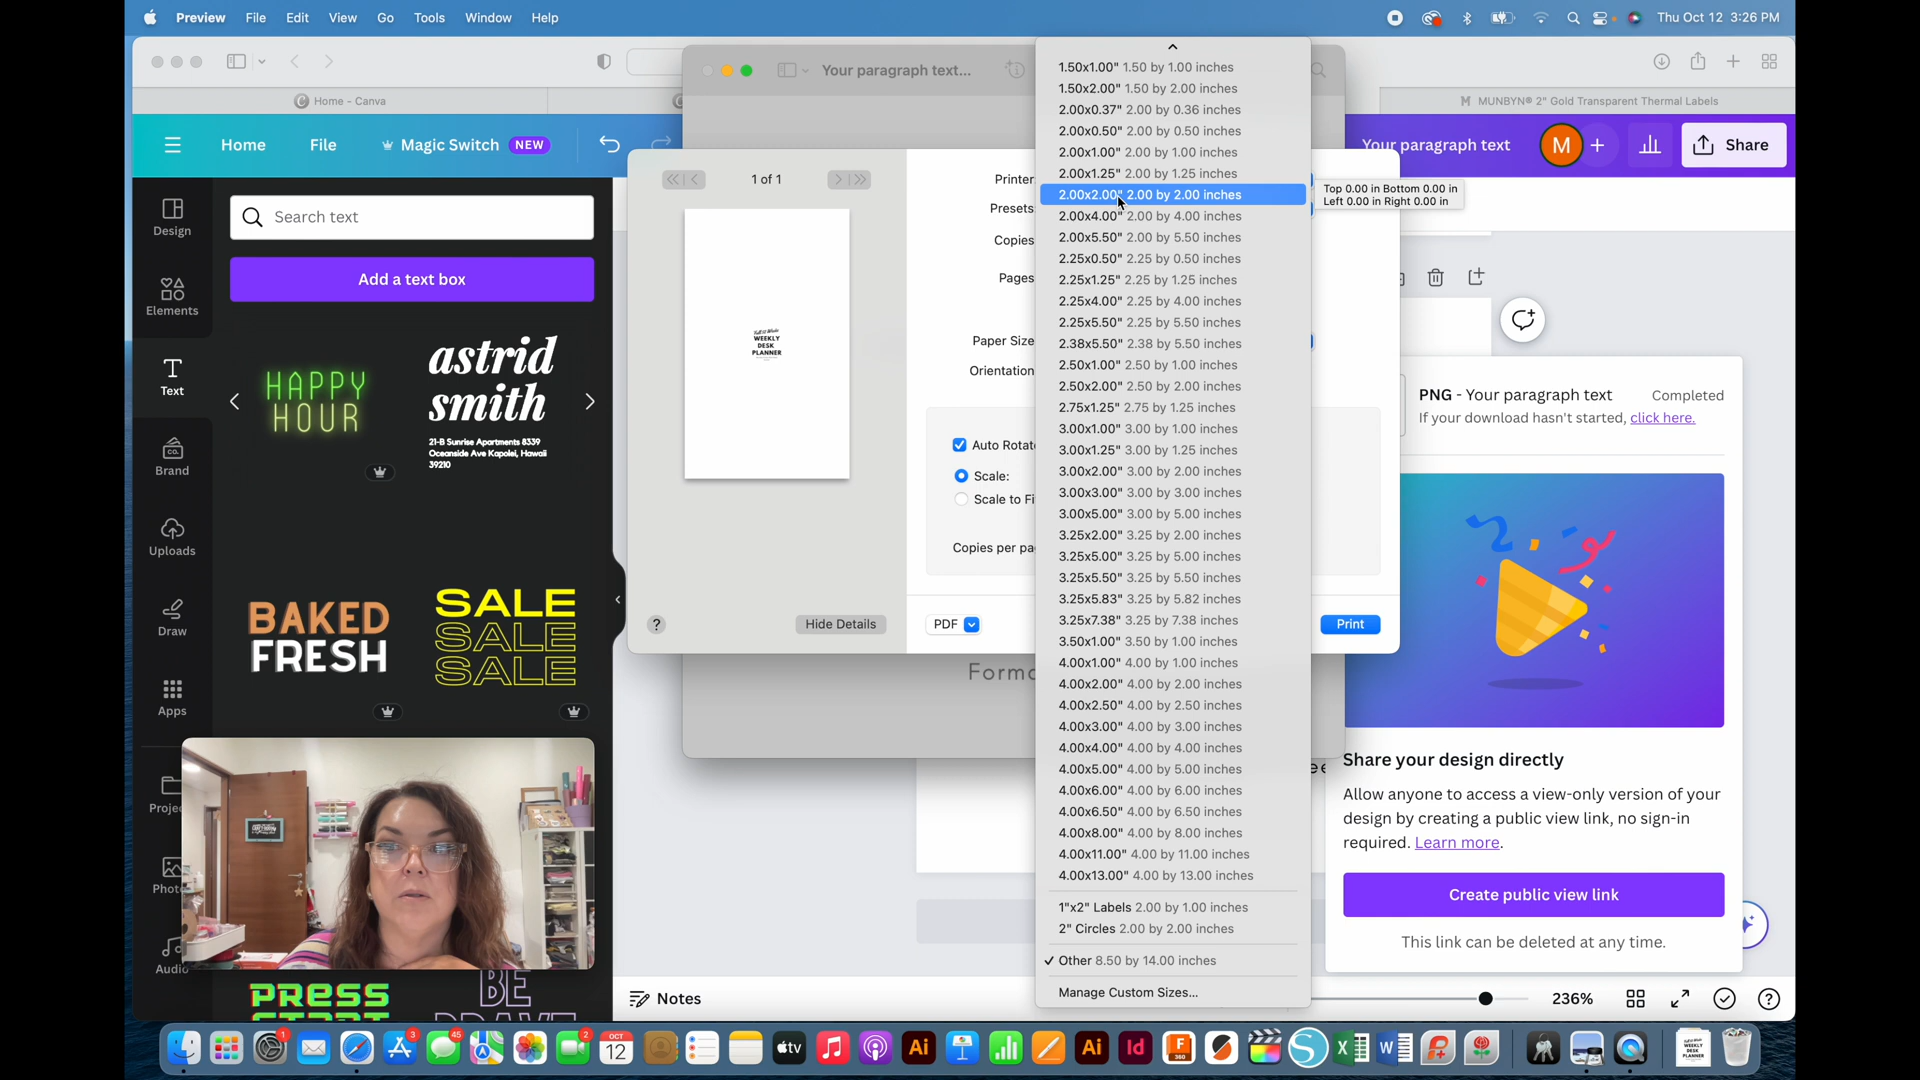 Preview File Edit View Go Tools Window Help
Thu Oct 12 3:26 PM
Your paragraph text...
Home - Canva
MUNBYN® 2" Gold Transparent Thermal Labels
Home File Magic Switch NEW
Your paragraph text
M
Share
Design
Elements
Text
Brand
Uploads
Draw
Apps
Audio
Search text
Add a text box
HAPPY
HOUR
astrid
smith
21-B Sunrise Apartments 8339
Oceanside Ave Kapolei, Hawaii
39210
BAKED
FRESH
SALE
SALE
SALE
PRESS
START
BE
BRAVE
1 of 1
WEEKLY
DESK
PLANNER
Hide Details
?
Printer
Presets
Copies
Pages
Paper Size
Orientation
Auto Rotate
Scale:
Scale to Fi
Copies per pa
PDF
Print
1.50x1.00" 1.50 by 1.00 inches
1.50x2.00" 1.50 by 2.00 inches
2.00x0.37" 2.00 by 0.36 inches
2.00x0.50" 2.00 by 0.50 inches
2.00x1.00" 2.00 by 1.00 inches
2.00x1.25" 2.00 by 1.25 inches
2.00x2.00" 2.00 by 2.00 inches
2.00x4.00" 2.00 by 4.00 inches
2.00x5.50" 2.00 by 5.50 inches
2.25x0.50" 2.25 by 0.50 inches
2.25x1.25" 2.25 by 1.25 inches
2.25x4.00" 2.25 by 4.00 inches
2.25x5.50" 2.25 by 5.50 inches
2.38x5.50" 2.38 by 5.50 inches
2.50x1.00" 2.50 by 1.00 inches
2.50x2.00" 2.50 by 2.00 inches
2.75x1.25" 2.75 by 1.25 inches
3.00x1.00" 3.00 by 1.00 inches
3.00x1.25" 3.00 by 1.25 inches
3.00x2.00" 3.00 by 2.00 inches
3.00x3.00" 3.00 by 3.00 inches
3.00x5.00" 3.00 by 5.00 inches
3.25x2.00" 3.25 by 2.00 inches
3.25x5.00" 3.25 by 5.00 inches
3.25x5.50" 3.25 by 5.50 inches
3.25x5.83" 3.25 by 5.82 inches
3.25x7.38" 3.25 by 7.38 inches
3.50x1.00" 3.50 by 1.00 inches
4.00x1.00" 4.00 by 1.00 inches
4.00x2.00" 4.00 by 2.00 inches
4.00x2.50" 4.00 by 2.50 inches
4.00x3.00" 4.00 by 3.00 inches
4.00x4.00" 4.00 by 4.00 inches
4.00x5.00" 4.00 by 5.00 inches
4.00x6.00" 4.00 by 6.00 inches
4.00x6.50" 4.00 by 6.50 inches
4.00x8.00" 4.00 by 8.00 inches
4.00x11.00" 4.00 by 11.00 inches
4.00x13.00" 4.00 by 13.00 inches
1"x2" Labels 2.00 by 1.00 inches
2" Circles 2.00 by 2.00 inches
Other 8.50 by 14.00 inches
Manage Custom Sizes...
Top 0.00 in Bottom 0.00 in
Left 0.00 in Right 0.00 in
PNG - Your paragraph text Completed
If your download hasn't started, click here.
Share your design directly
Allow anyone to access a view-only version of your
design by creating a public view link, no sign-in
required. Learn more.
Create public view link
This link can be deleted at any time.
Notes
236%
OCT
12
tv
Ai
Ai
Id